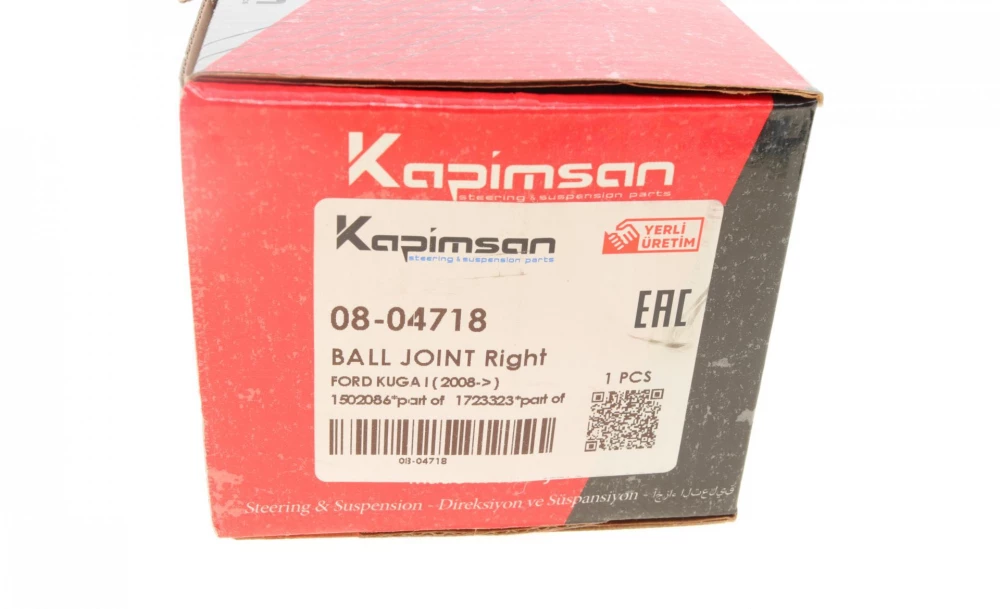 Kapimsan
steering & suspension parts
Kapimsan
steering & suspension parts
YERLİ
ÜRETİM
08-04718
EAC
BALL JOINT Right
FORD KUGA I ( 2008-> )
1 PCS
1502086*part of 1723323*part of
08-04718
Steering & Suspension - Direksiyon ve Süspansiyon -